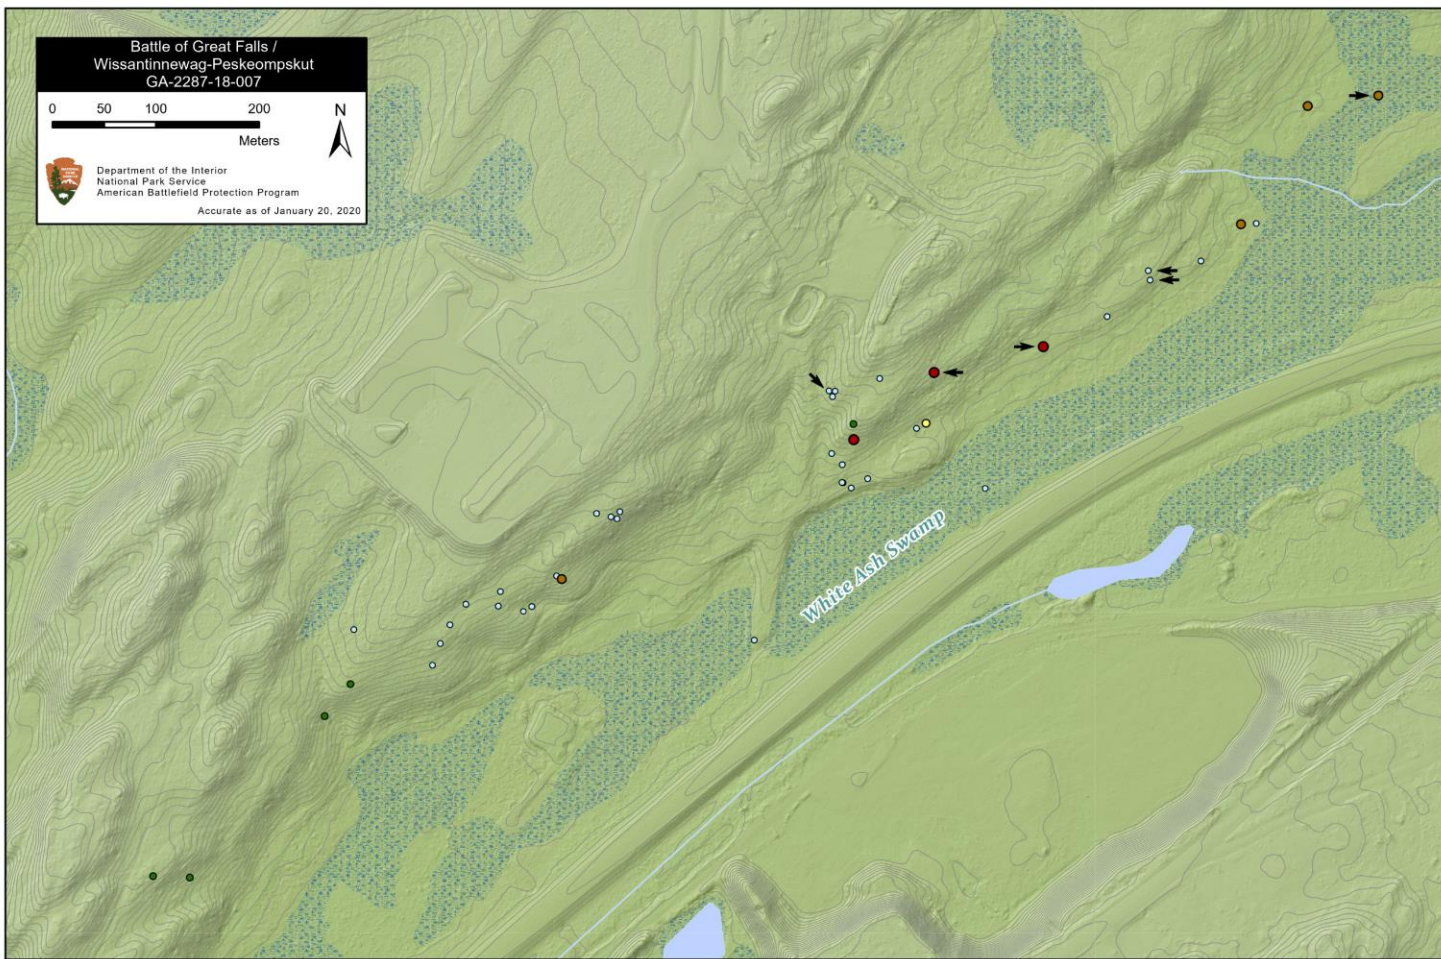 Battle of Great Falls /
Wissantinnewag-Peskeompskut
GA-2287-18-007
0 50 100 200
Meters
N
Department of the Interior
National Park Service
American Battlefield Protection Program
Accurate as of January 20, 2020
White Ash Swamp